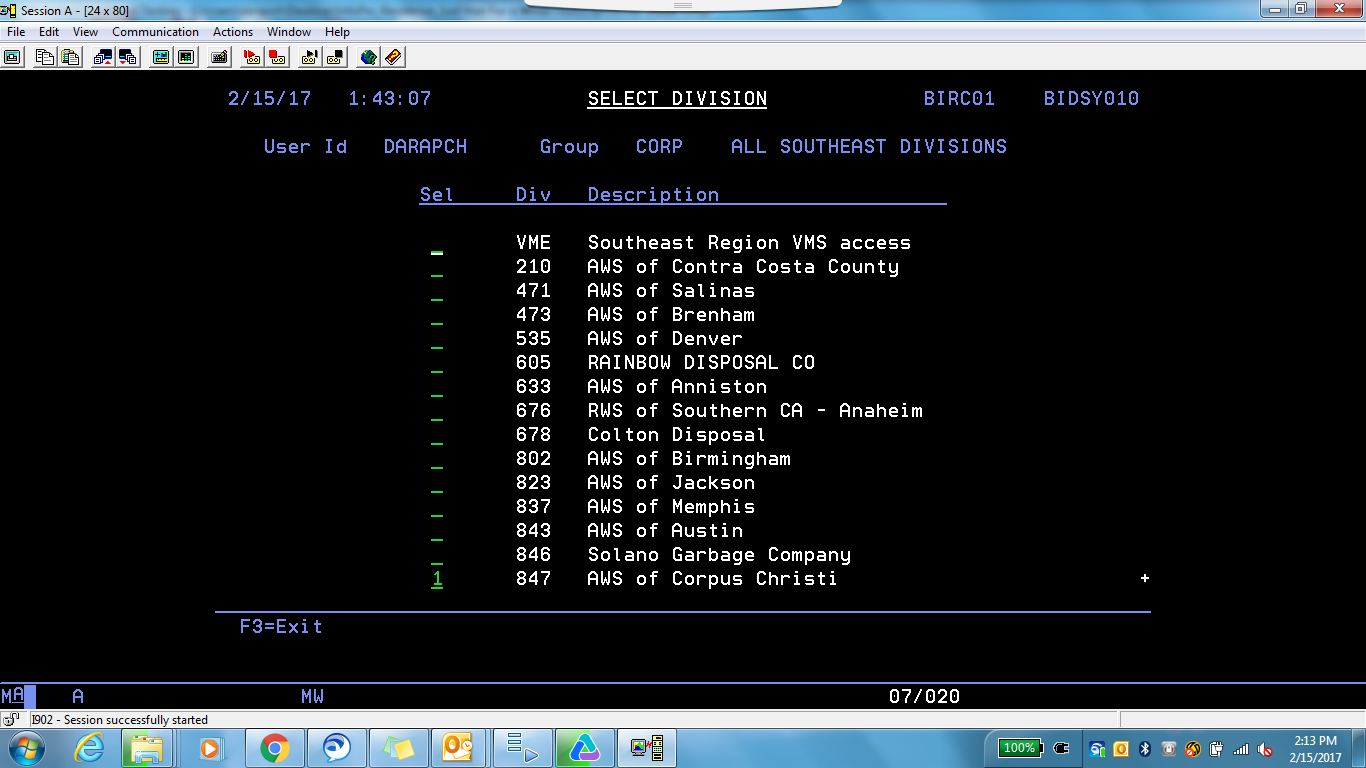 Session A - [24 x 80]
File Edit View Communication Actions Window Help
2/15/17 1:43:07 SELECT DIVISION BIRC01 BIDSY010
User Id DARAPCH Group CORP ALL SOUTHEAST DIVISIONS
Sel Div Description
_ VME Southeast Region VMS access
_ 210 AWS of Contra Costa County
_ 471 AWS of Salinas
_ 473 AWS of Brenham
_ 535 AWS of Denver
_ 605 RAINBOW DISPOSAL CO
_ 633 AWS of Anniston
_ 676 RWS of Southern CA - Anaheim
_ 678 Colton Disposal
_ 802 AWS of Birmingham
_ 823 AWS of Jackson
_ 837 AWS of Memphis
_ 843 AWS of Austin
_ 846 Solano Garbage Company
1 847 AWS of Corpus Christi +
F3=Exit
MA A MW 07/020
I902 - Session successfully started
100% 2:13 PM
2/15/2017